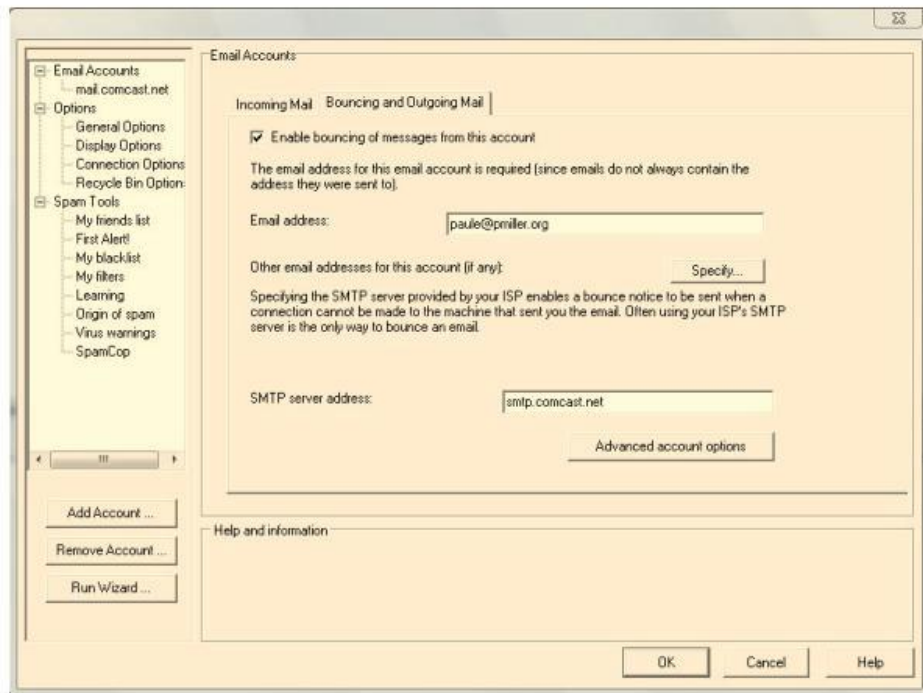 Email Accounts
mail.comcast.net
Options
General Options
Display Options
Connection Options
Recycle Bin Option
Spam Tools
My friends list
First Alert!
My blacklist
My filters
Learning
Origin of spam
Virus warnings
SpamCop
Add Account ...
Remove Account ...
Run Wizard ...
Email Accounts
Incoming Mail
Bouncing and Outgoing Mail
Enable bouncing of messages from this account
The email address for this email account is required (since emails do not always contain the
address they were sent to).
Email address:
paule@pmiller.org
Other email addresses for this account (if any):
Specify...
Specifying the SMTP server provided by your ISP enables a bounce notice to be sent when a
connection cannot be made to the machine that sent you the email. Often using your ISP's SMTP
server is the only way to bounce an email.
SMTP server address:
smtp.comcast.net
Advanced account options
Help and information
OK
Cancel
Help